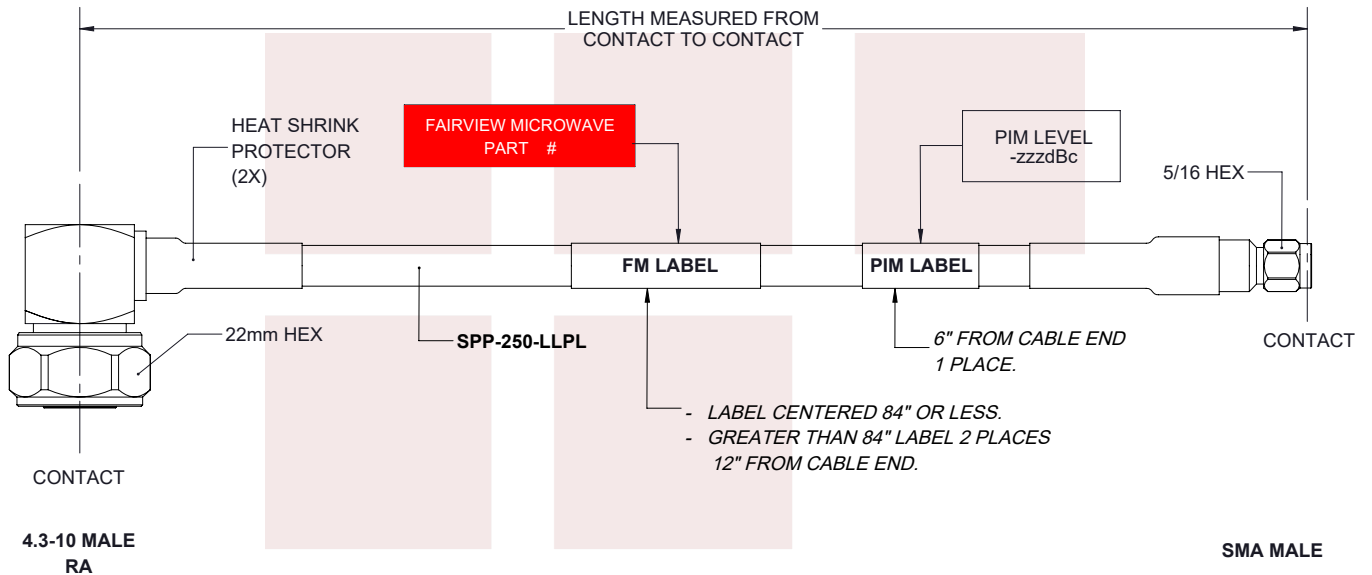 LENGTH MEASURED FROM
CONTACT TO CONTACT
HEAT SHRINK
PROTECTOR
(2X)
FAIRVIEW MICROWAVE
PART #
PIM LEVEL
-zzzdBc
5/16 HEX
FM LABEL
PIM LABEL
22mm HEX
SPP-250-LLPL
6" FROM CABLE END
1 PLACE.
CONTACT
- LABEL CENTERED 84" OR LESS.
- GREATER THAN 84" LABEL 2 PLACES
12" FROM CABLE END.
CONTACT
4.3-10 MALE
RA
SMA MALE